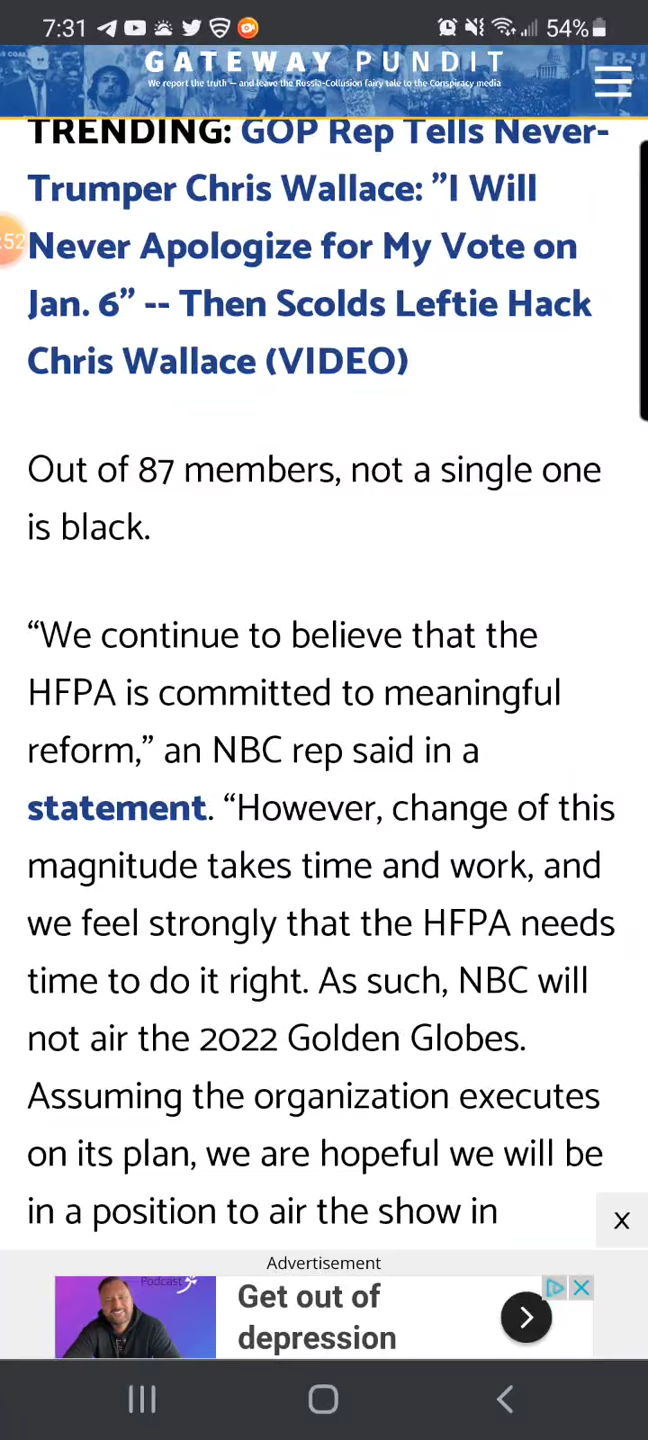 7:31
54%
GATEWAY PUNDIT
We report the truth — and leave the Russia-Collusion fairy tale to the Conspiracy media
TRENDING: GOP Rep Tells Never-
Trumper Chris Wallace: ”I Will
:52
Never Apologize for My Vote on
Jan. 6” -- Then Scolds Leftie Hack
Chris Wallace (VIDEO)
Out of 87 members, not a single one
is black.
“We continue to believe that the
HFPA is committed to meaningful
reform,” an NBC rep said in a
statement. “However, change of this
magnitude takes time and work, and
we feel strongly that the HFPA needs
time to do it right. As such, NBC will
not air the 2022 Golden Globes.
Assuming the organization executes
on its plan, we are hopeful we will be
in a position to air the show in
X
Advertisement
Podcast
Get out of
depression